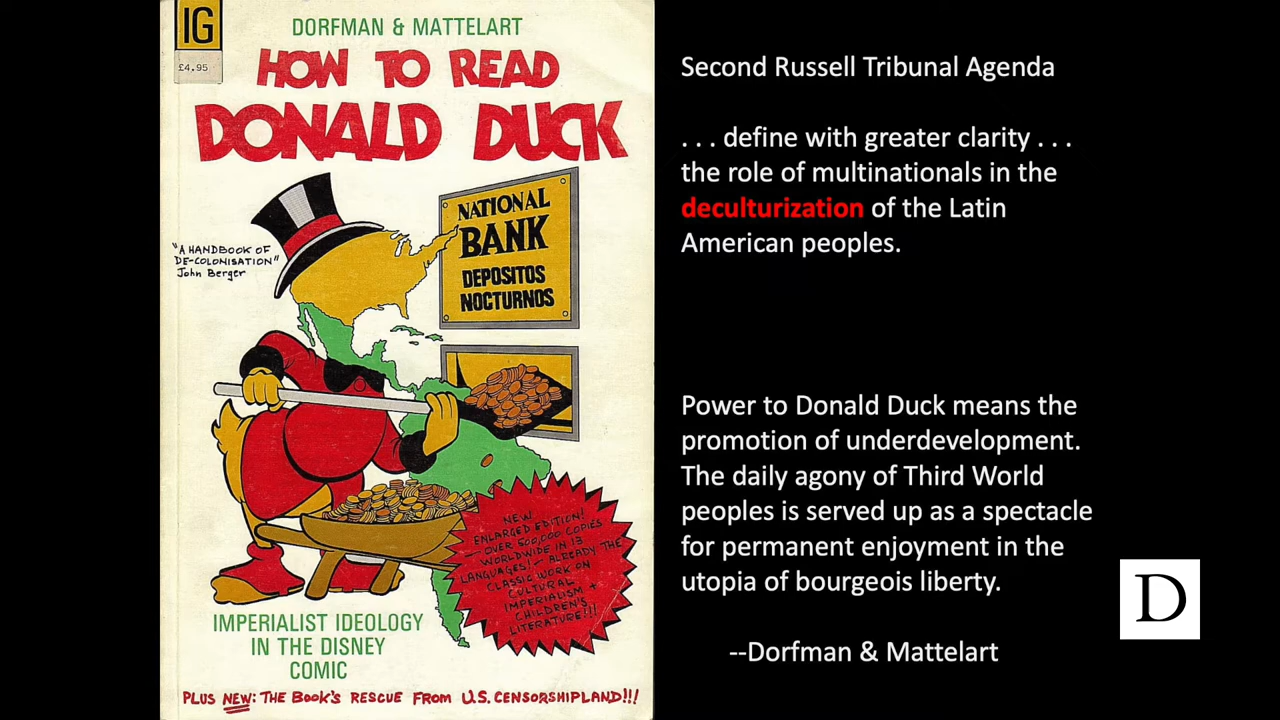 IG
£4.95
DORFMAN & MATTELART
HOW TO READ
DONALD DUCK
"A HANDBOOK OF
DE-COLONISATION"
John Berger
NATIONAL
BANK
DEPOSITOS
NOCTURNOS
NEW!
ENLARGED EDITION!
— OVER 500,000 COPIES
WORLDWIDE IN 13
LANGUAGES! — ALREADY THE
CLASSIC WORK ON
CULTURAL
IMPERIALISM +
CHILDREN'S
LITERATURE!!!
IMPERIALIST IDEOLOGY
IN THE DISNEY
COMIC
PLUS NEW: THE BOOK'S RESCUE FROM U.S. CENSORSHIPLAND!!!
Second Russell Tribunal Agenda
. . . define with greater clarity . . .
the role of multinationals in the
deculturization of the Latin
American peoples.
Power to Donald Duck means the
promotion of underdevelopment.
The daily agony of Third World
peoples is served up as a spectacle
for permanent enjoyment in the
utopia of bourgeois liberty.
--Dorfman & Mattelart
D